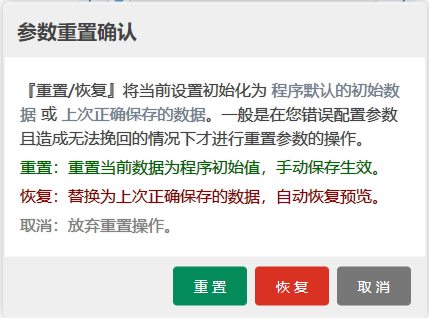 参数重置确认
『重置/恢复』将当前设置初始化为 程序默认的初始数
据 或 上次正确保存的数据。一般是在您错误配置参数
且造成无法挽回的情况下才进行重置参数的操作。
重置：重置当前数据为程序初始值，手动保存生效。
恢复：替换为上次正确保存的数据，自动恢复预览。
取消：放弃重置操作。
重 置 恢 复 取 消